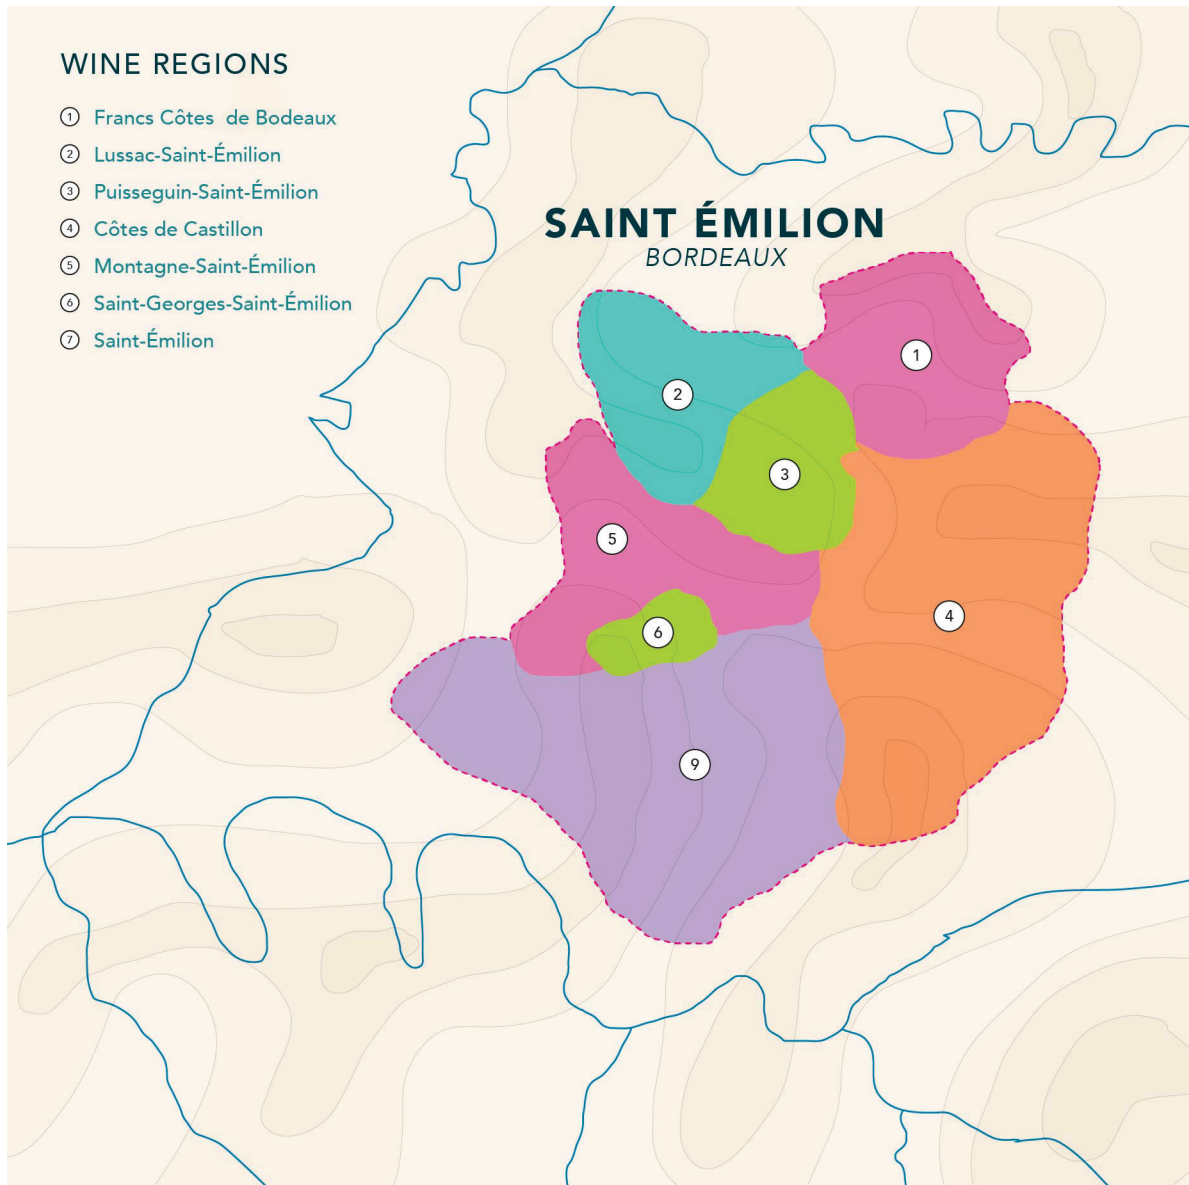 WINE REGIONS
1 Francs Côtes de Bodeaux
2 Lussac-Saint-Émilion
3 Puisseguin-Saint-Émilion
4 Côtes de Castillon
5 Montagne-Saint-Émilion
6 Saint-Georges-Saint-Émilion
7 Saint-Émilion
SAINT ÉMILION
BORDEAUX
1
2
3
5
4
6
9